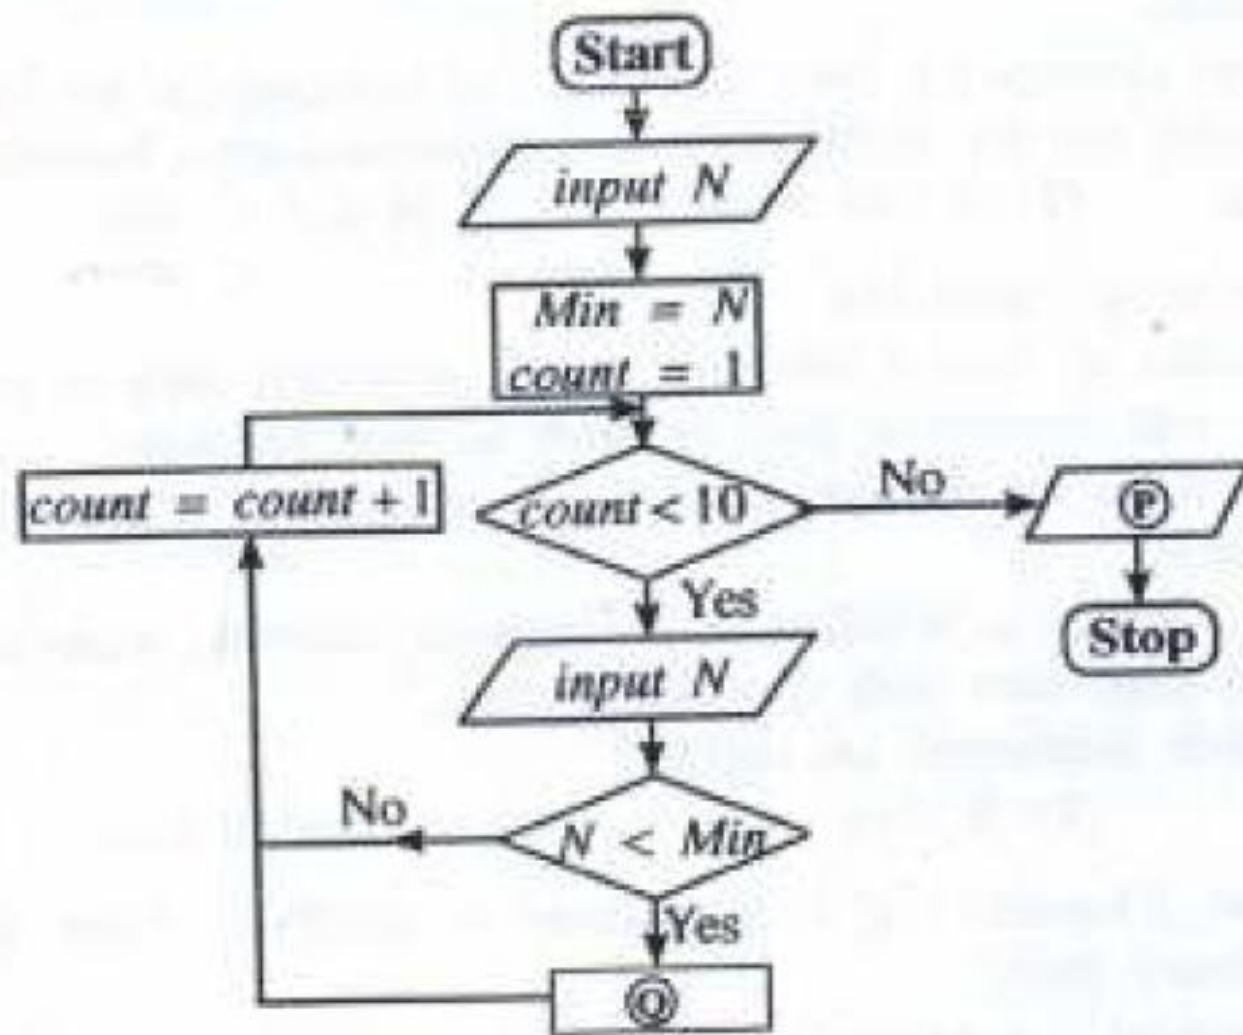 Start
input N
Min = N
count = 1
count = count + 1
count < 10
No
Ⓟ
Yes
Stop
input N
No
N < Min
Yes
Ⓠ